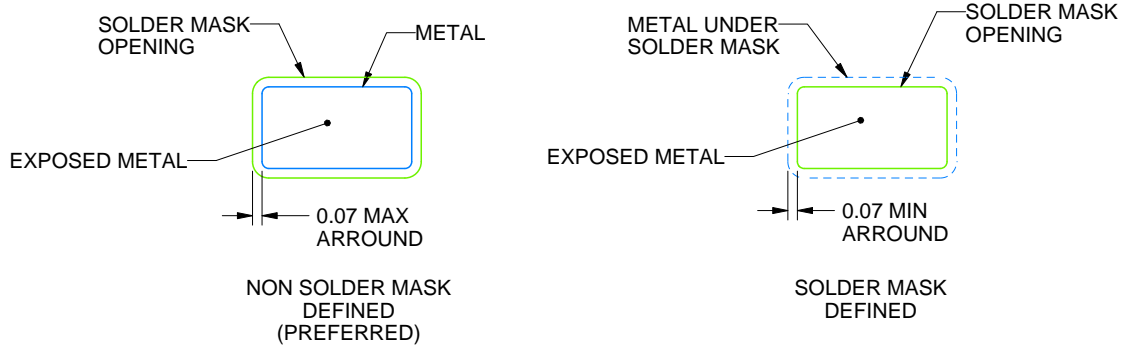 SOLDER MASK
OPENING
METAL
EXPOSED METAL
0.07 MAX
ARROUND
NON SOLDER MASK
DEFINED
(PREFERRED)
METAL UNDER
SOLDER MASK
SOLDER MASK
OPENING
EXPOSED METAL
0.07 MIN
ARROUND
SOLDER MASK
DEFINED